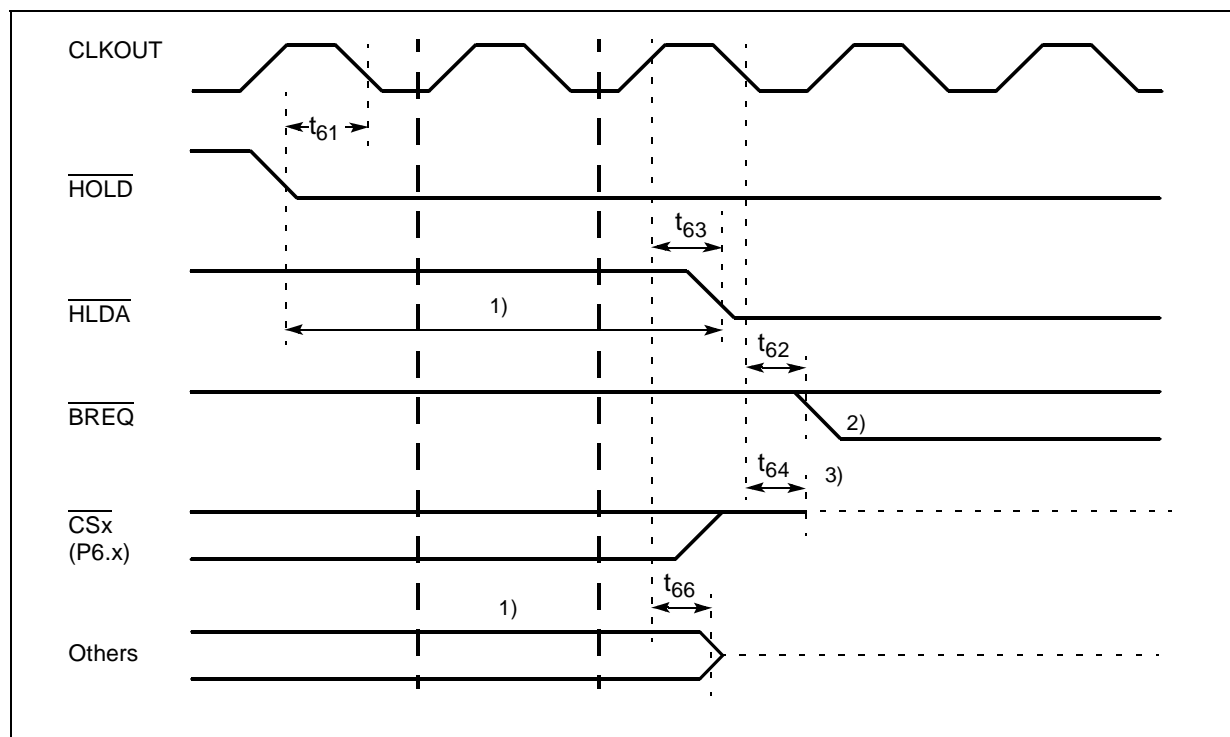 CLKOUT
t61
HOLD
t63
HLDA
1)
t62
BREQ
2)
t64
3)
CSx
(P6.x)
t66
1)
Others